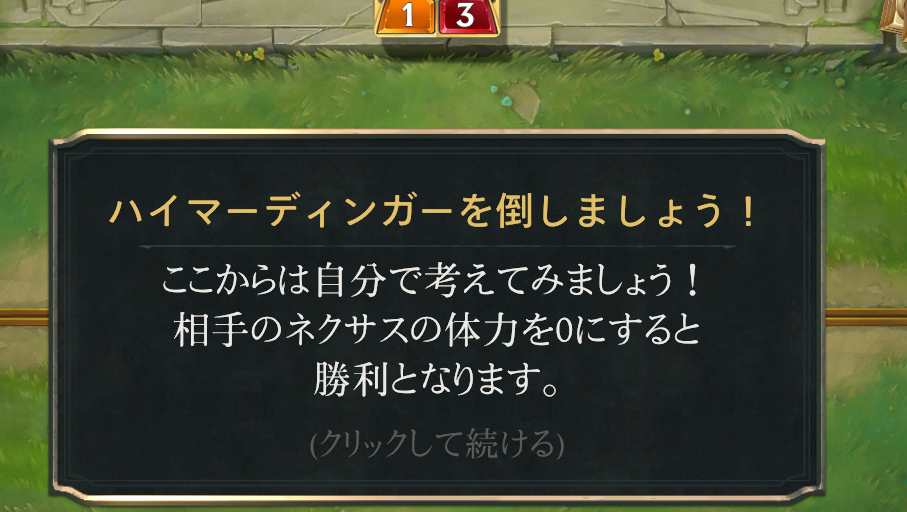 1 3
ハイマーディンガーを倒しましょう！
ここからは自分で考えてみましょう！
相手のネクサスの体力を0にすると
勝利となります。
(クリックして続ける)